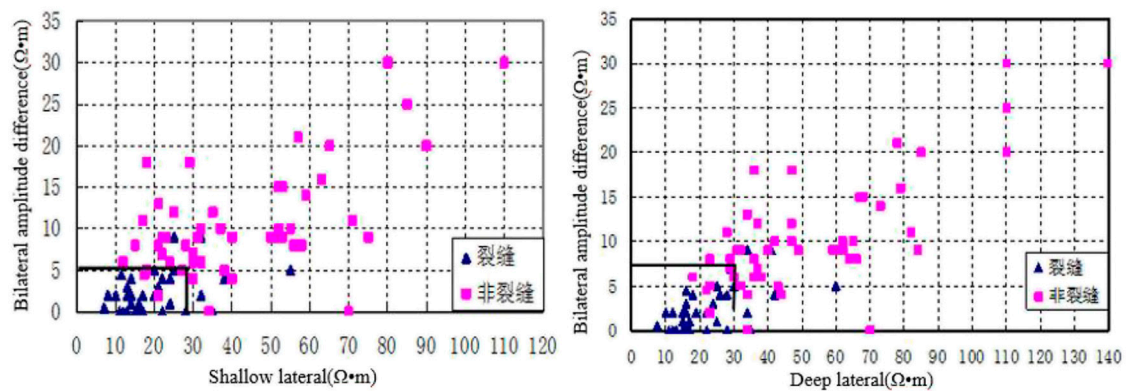 Bilateral amplitude difference(Ω•m)
35
30
25
20
15
10
5
0
0 10 20 30 40 50 60 70 80 90 100 110 120
Shallow lateral(Ω•m)
裂缝
非裂缝
Bilateral amplitude difference(Ω•m)
35
30
25
20
15
10
5
0
0 10 20 30 40 50 60 70 80 90 100 110 120 140
Deep lateral(Ω•m)
裂缝
非裂缝